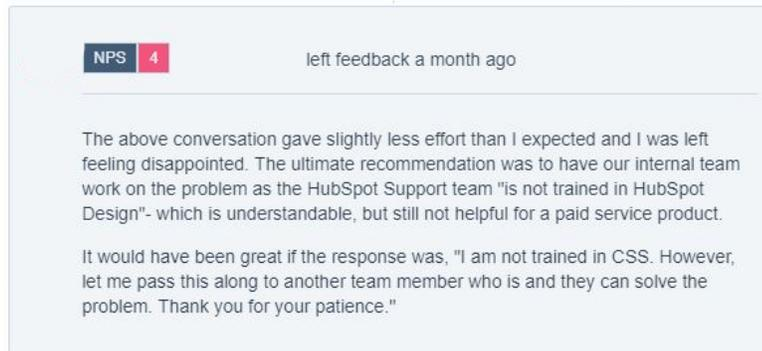 NPS 4 left feedback a month ago
The above conversation gave slightly less effort than I expected and I was left
feeling disappointed. The ultimate recommendation was to have our internal team
work on the problem as the HubSpot Support team "is not trained in HubSpot
Design"- which is understandable, but still not helpful for a paid service product.
It would have been great if the response was, "I am not trained in CSS. However,
let me pass this along to another team member who is and they can solve the
problem. Thank you for your patience."